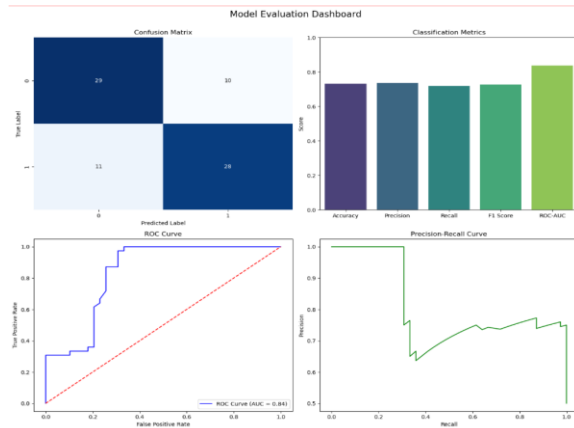 Model Evaluation Dashboard
Confusion Matrix
True Label
0
1
29
10
11
28
0
1
Predicted Label
Classification Metrics
Score
1.0
0.8
0.6
0.4
0.2
0.0
Accuracy
Precision
Recall
F1 Score
ROC-AUC
ROC Curve
True Positive Rate
1.0
0.8
0.6
0.4
0.2
0.0
0.0
0.2
0.4
0.6
0.8
1.0
False Positive Rate
ROC Curve (AUC = 0.84)
Precision-Recall Curve
Precision
1.0
0.9
0.8
0.7
0.6
0.5
0.0
0.2
0.4
0.6
0.8
1.0
Recall